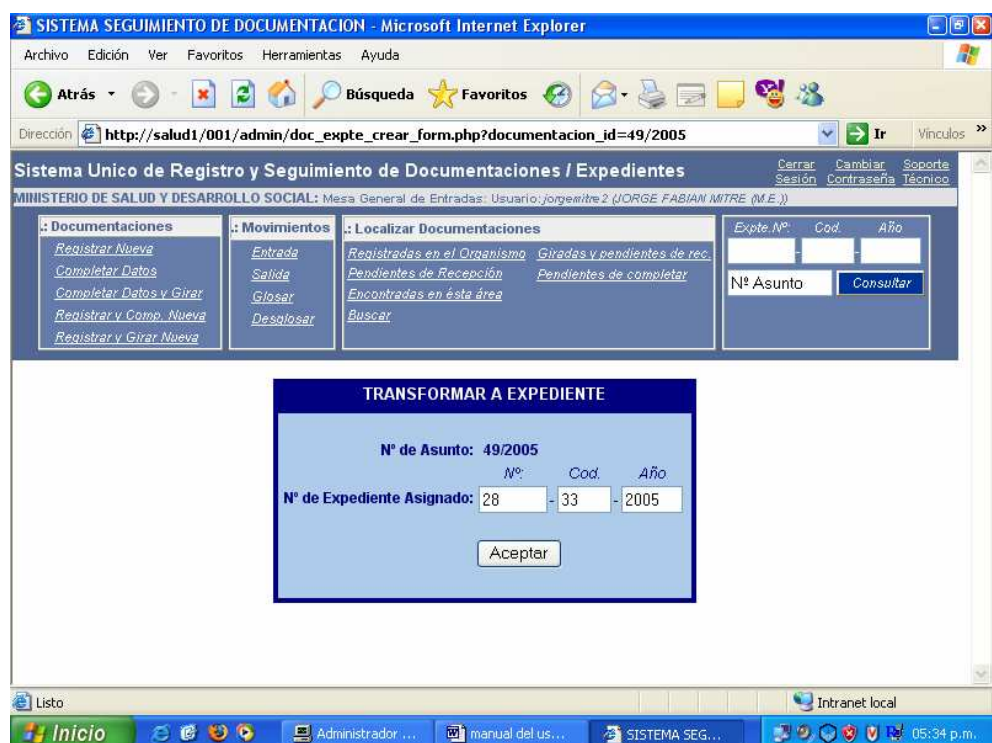 SISTEMA SEGUIMIENTO DE DOCUMENTACION - Microsoft Internet Explorer
Archivo Edición Ver Favoritos Herramientas Ayuda
Atrás Búsqueda Favoritos
Dirección http://salud1/001/admin/doc_expte_crear_form.php?documentacion_id=49/2005 Ir Vínculos »
Sistema Unico de Registro y Seguimiento de Documentaciones / Expedientes
Cerrar Sesión Cambiar Contraseña Soporte Técnico
MINISTERIO DE SALUD Y DESARROLLO SOCIAL: Mesa General de Entradas: Usuario: jorgemitre2 (JORGE FABIAN MITRE (M.E.))
.: Documentaciones
Registrar Nueva
Completar Datos
Completar Datos y Girar
Registrar y Comp. Nueva
Registrar y Girar Nueva
.: Movimientos
Entrada
Salida
Glosar
Desglosar
.: Localizar Documentaciones
Registradas en el Organismo Giradas y pendientes de rec.
Pendientes de Recepción Pendientes de completar
Encontradas en ésta área
Buscar
Expte.Nº: Cod. Año
- -
Nº Asunto Consultar
TRANSFORMAR A EXPEDIENTE
Nº de Asunto: 49/2005
Nº: Cod. Año
Nº de Expediente Asignado: 28 - 33 - 2005
Aceptar
Listo Intranet local
Inicio Administrador ... manual del us... SISTEMA SEG... 05:34 p.m.